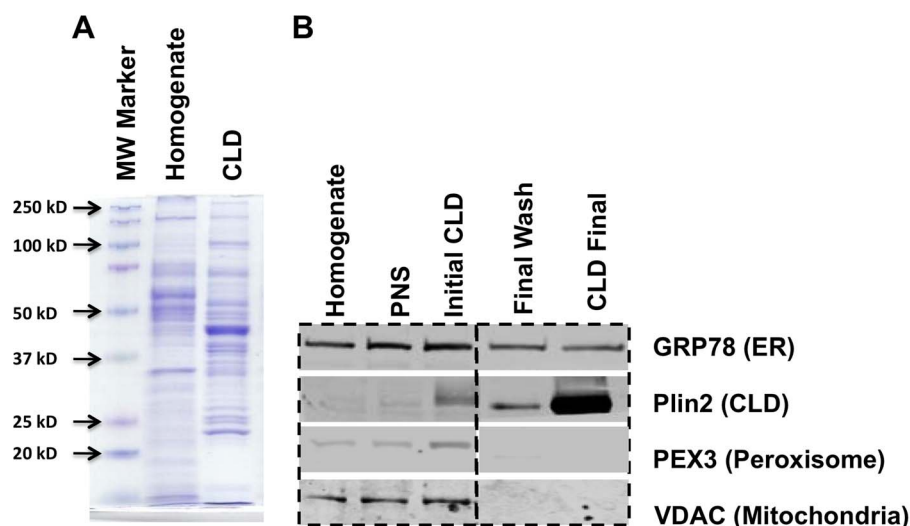 A
MW Marker
Homogenate
CLD
250 kD
100 kD
50 kD
37 kD
25 kD
20 kD
B
Homogenate
PNS
Initial CLD
Final Wash
CLD Final
GRP78 (ER)
Plin2 (CLD)
PEX3 (Peroxisome)
VDAC (Mitochondria)